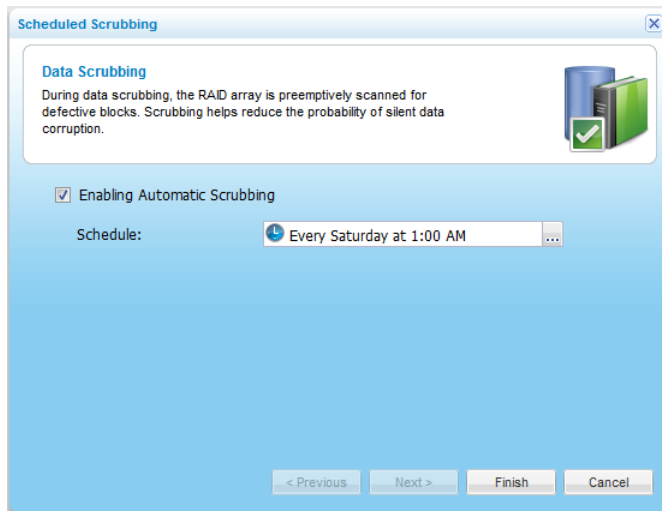 Scheduled Scrubbing
Data Scrubbing
During data scrubbing, the RAID array is preemptively scanned for
defective blocks. Scrubbing helps reduce the probability of silent data
corruption.
Enabling Automatic Scrubbing
Schedule: Every Saturday at 1:00 AM ...
< Previous Next > Finish Cancel